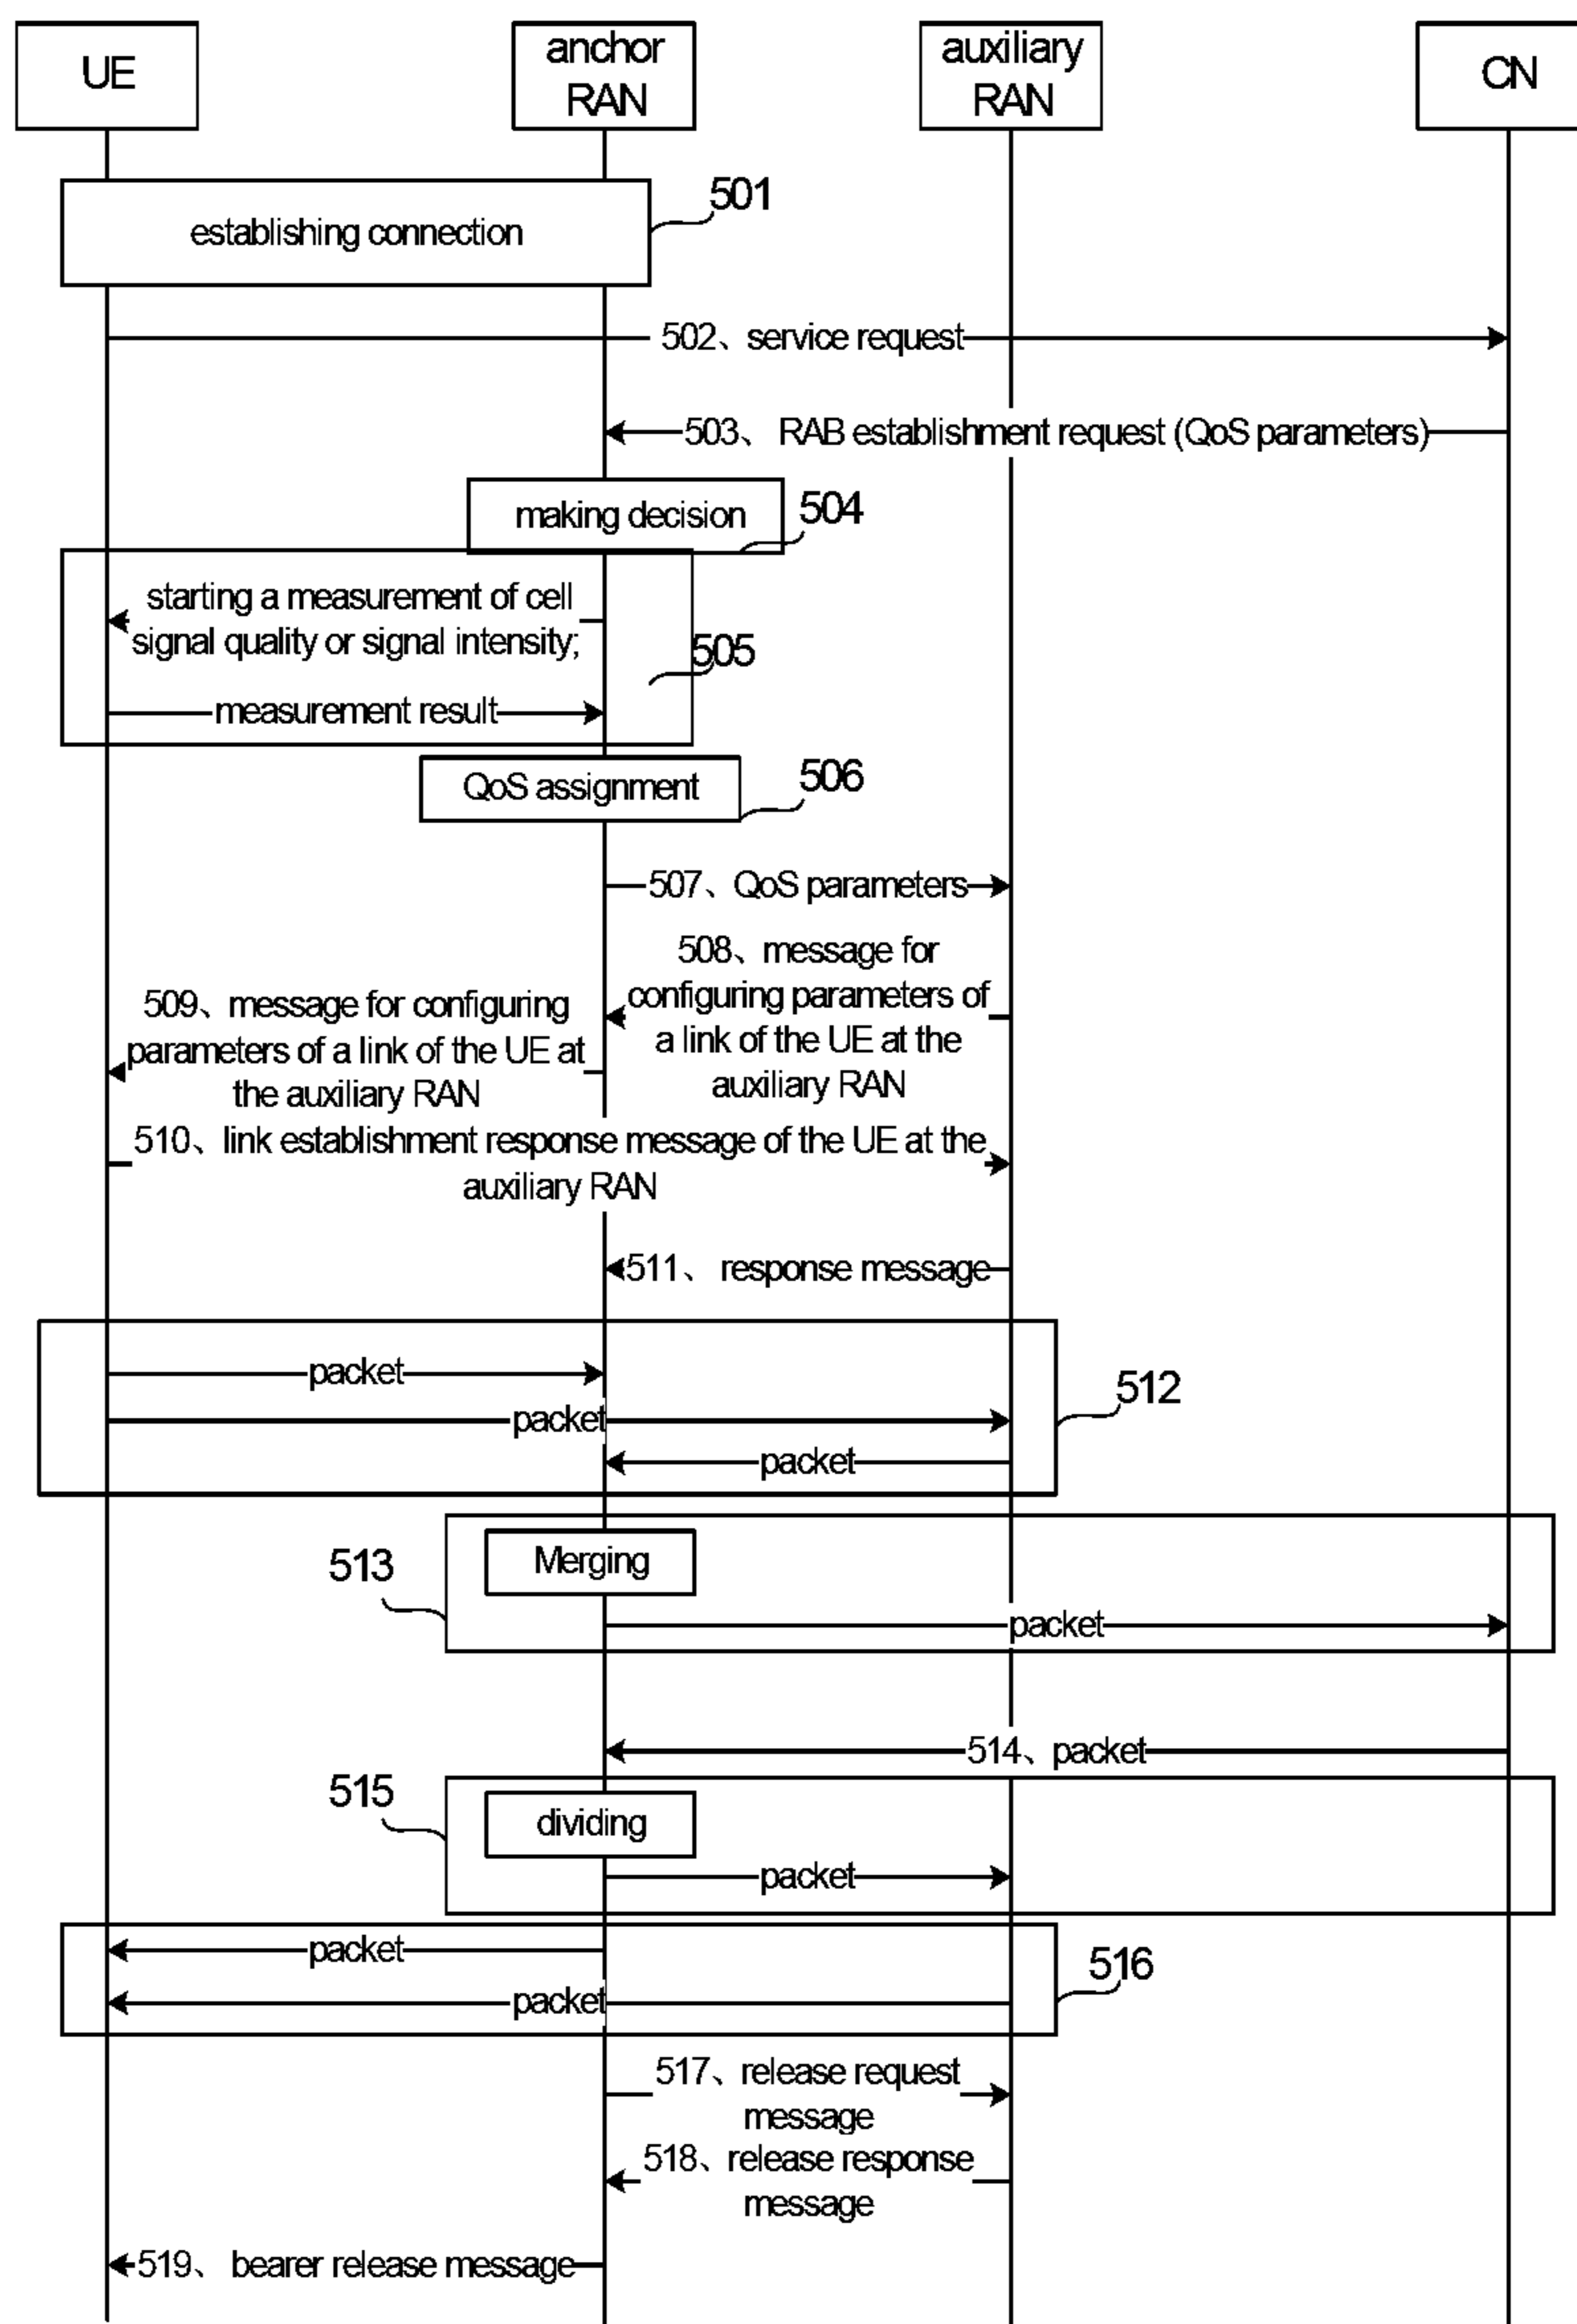 UE
anchor
RAN
auxiliary
RAN
CN
establishing connection
501
502、service request
503、 RAB establishment request (QoS parameters)
making decision
504
starting a measurement of cell
signal quality or signal intensity;
505
measurement result
QoS assignment
506
507、QoS parameters
508、message for
configuring parameters of
a link of the UE at the
auxiliary RAN
509、message for configuring
parameters of a link of the UE at
the auxiliary RAN
510、link establishment response message of the UE at the
auxiliary RAN
511、 response message
packet
packet
packet
512
Merging
513
packet
514、packet
515
dividing
packet
packet
packet
516
517、release request
message
518、release response
message
519、 bearer release message